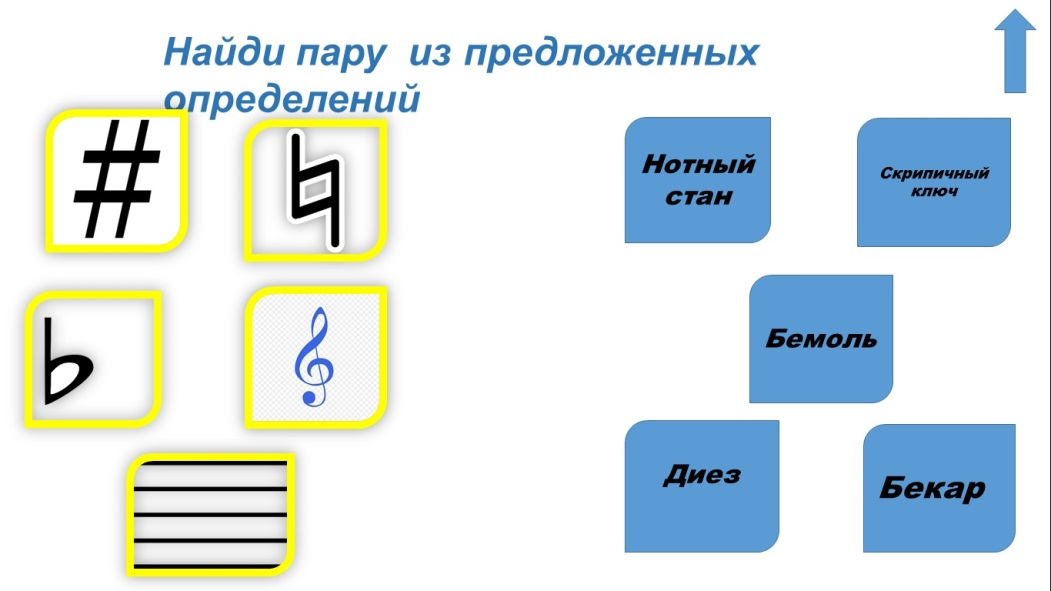 Найди пару из предложенных
определений
Нотный
стан
Скрипичный
ключ
Бемоль
Диез
Бекар